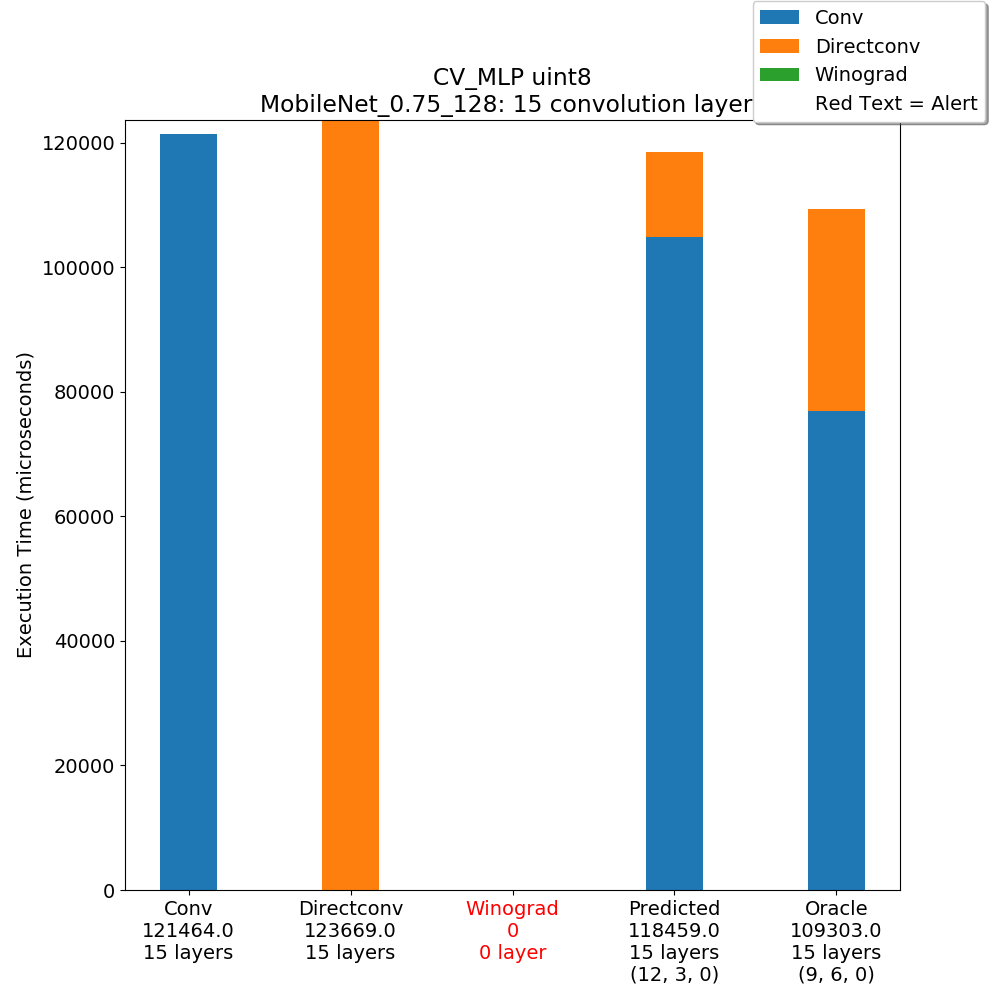 Conv
Directconv
Winograd
Red Text = Alert
CV_MLP uint8
MobileNet_0.75_128: 15 convolution layer
120000
100000
80000
60000
40000
20000
0
Execution Time (microseconds)
Conv
121464.0
15 layers
Directconv
123669.0
15 layers
Winograd
0
0 layer
Predicted
118459.0
15 layers
(12, 3, 0)
Oracle
109303.0
15 layers
(9, 6, 0)